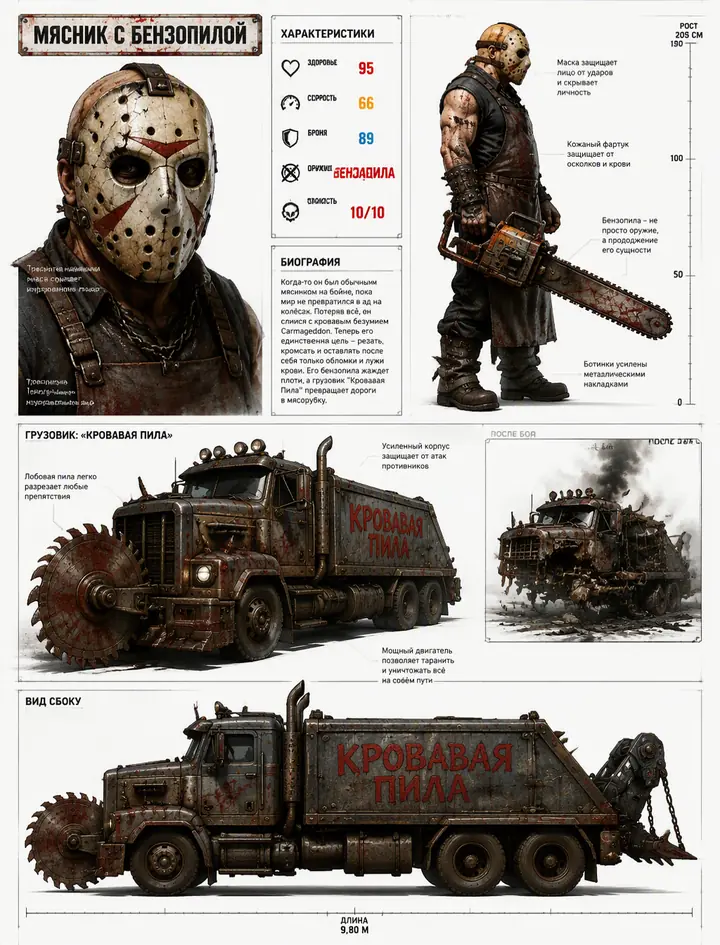 МЯСНИК С БЕНЗОПИЛОЙ
ХАРАКТЕРИСТИКИ
ЗДОРОВЬЕ 95
66
БРОНЯ 89
10/10
БИОГРАФИЯ
Когда-то он был обычным
мясинком на бойне, пока
мир не превратился в ад на
колёсах. Потеряв всё, он
слиися с кровавым безумием
Carmageddon. Теперь его
единственна цель – резать,
кромсать и оставлять после
себя только обломки и лужи
крови. Его бензопила жаждет
плоти, а грузовик "Кровавая
Пила" превращает дороги
в мясорубку.
РОСТ
205 СМ
190
100
50
0
Маска защищает
лицо от ударов
и скрывает
личность
Кожаный фартук
защищает от
осколков и крови
Бензопила – не
просто оружие,
а прododжение
его сущности
Ботинки усилены
металлическими
накладками
ГРУЗОВИК: «КРОВАВАЯ ПИЛА»
Лобовая пила легко
разрезает любые
препятствия
Усиленный корпус
защищает от атак
противников
КРОВАВАЯ
ПИЛА
Мощный двигатель
позволяет таранить
и уничтожать всё
на совём пути
ПОСЛЕ БОЯ
ВИД СБОКУ
КРОВАВАЯ
ПИЛА
ДЛИНА
9,80 М